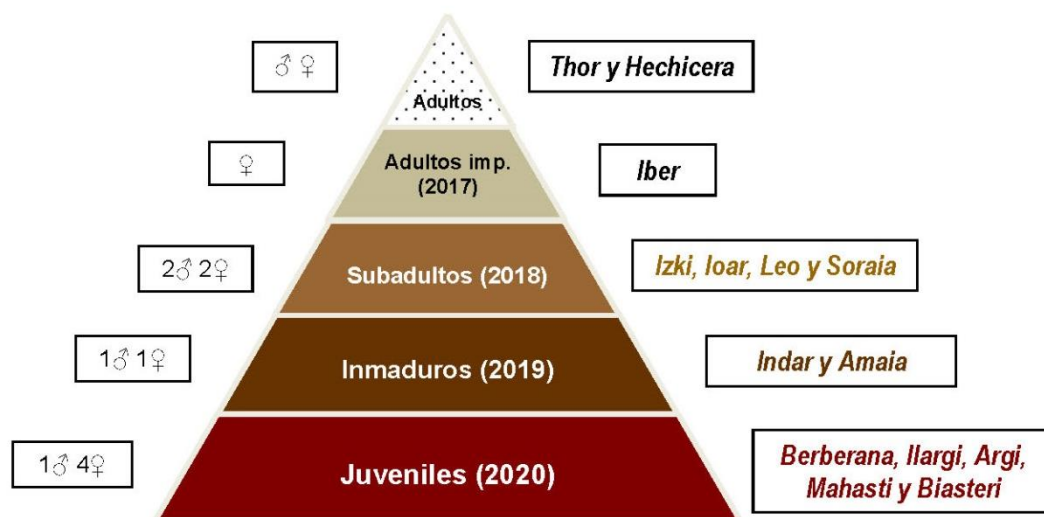 ♂ ♀
Adultos
Thor y Hechicera
♀
Adultos imp.
(2017)
Iber
2♂ 2♀
Subadultos (2018)
Izki, Ioar, Leo y Soraia
1♂ 1♀
Inmaduros (2019)
Indar y Amaia
1♂ 4♀
Juveniles (2020)
Berberana, Ilargi, Argi,
Mahasti y Biasteri